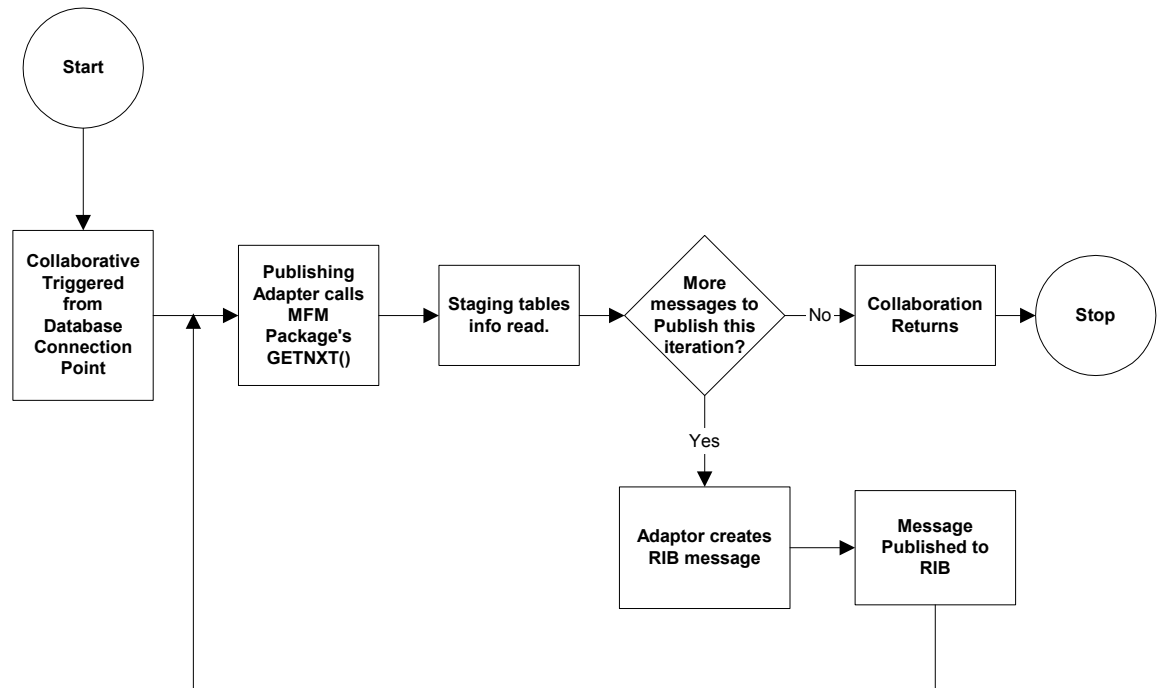 Start
Collaborative
Triggered
from
Database
Connection
Point
Publishing
Adapter calls
MFM
Package's
GETNXT()
Staging tables
info read.
More
messages to
Publish this
iteration?
No
Collaboration
Returns
Stop
Yes
Adaptor creates
RIB message
Message
Published to
RIB